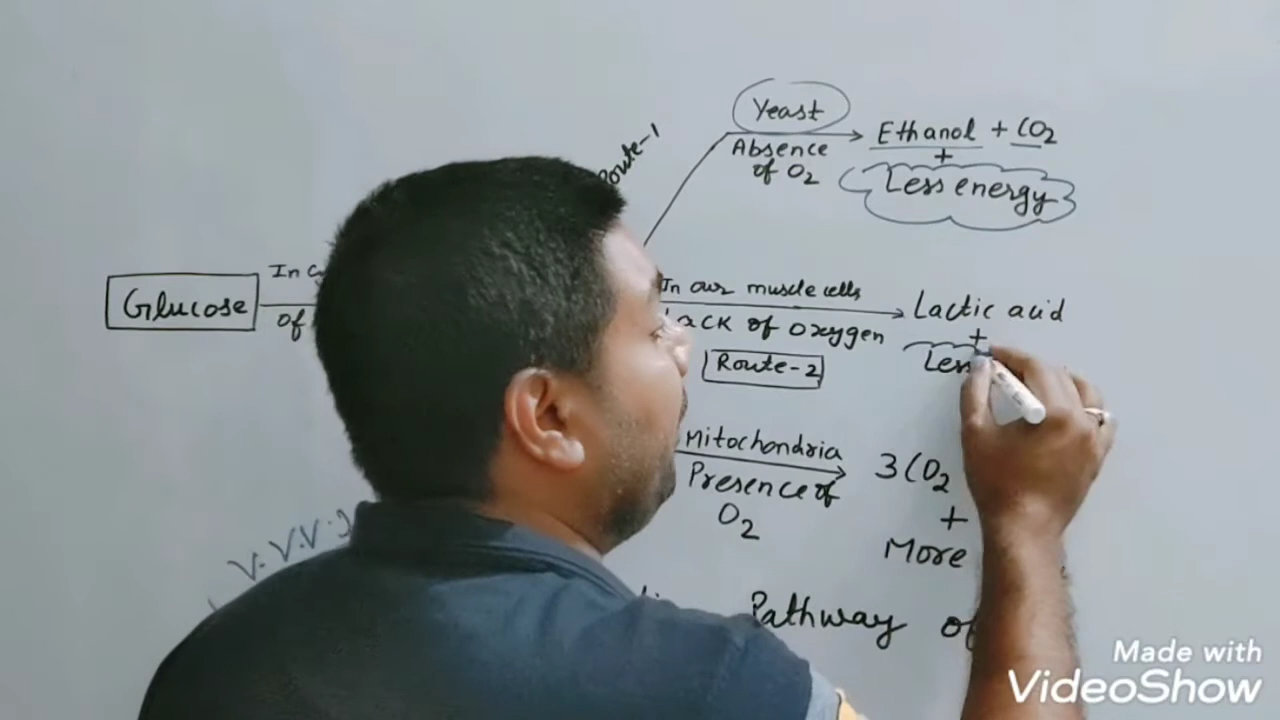 Route-1
Yeast
Absence
of O2
Ethanol + CO2
+
Less energy
Glucose
In
of
In our muscle cells
Lack of Oxygen
Route-2
Lactic acid
+
Less
Mitochondria
Presence of
O2
3CO2
+
More
V.V.V.
Pathway of
Made with
VideoShow